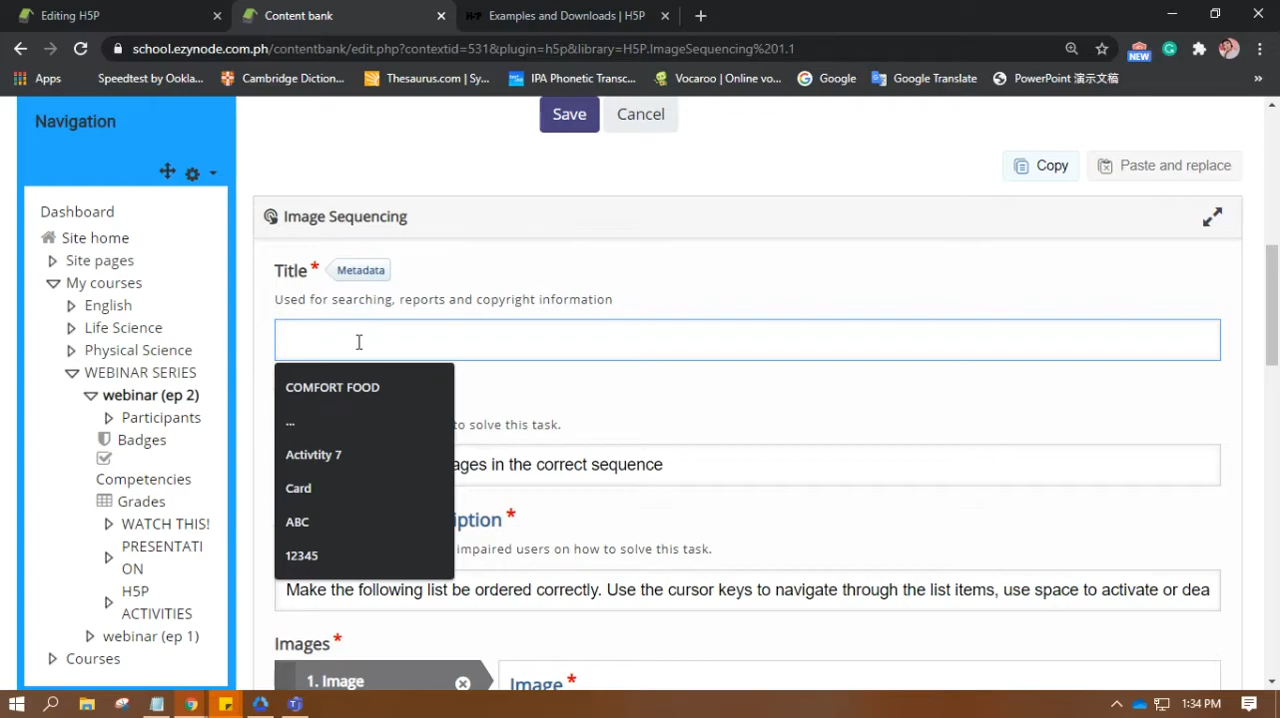 Editing H5P
Content bank
H-P Examples and Downloads | H5P
school.ezynode.com.ph/contentbank/edit.php?contextid=531&plugin=h5p&library=H5P.ImageSequencing%201.1
NEW
Apps
Speedtest by Ookla...
Cambridge Diction...
Thesaurus.com | Sy...
IPA Phonetic Transc...
Vocaroo | Online vo...
Google
Google Translate
PowerPoint 演示文稿
»
Navigation
Dashboard
Site home
Site pages
My courses
English
Life Science
Physical Science
WEBINAR SERIES
webinar (ep 2)
Participants
Badges
Competencies
Grades
WATCH THIS!
PRESENTATI
ON
H5P
ACTIVITIES
webinar (ep 1)
Courses
Save
Cancel
Copy
Paste and replace
Image Sequencing
Title * Metadata
Used for searching, reports and copyright information
COMFORT FOOD
...
Activtity 7
Card
ABC
12345
to solve this task.
ages in the correct sequence
iption *
impaired users on how to solve this task.
Make the following list be ordered correctly. Use the cursor keys to navigate through the list items, use space to activate or dea
Images *
1. Image
Image *
1:34 PM